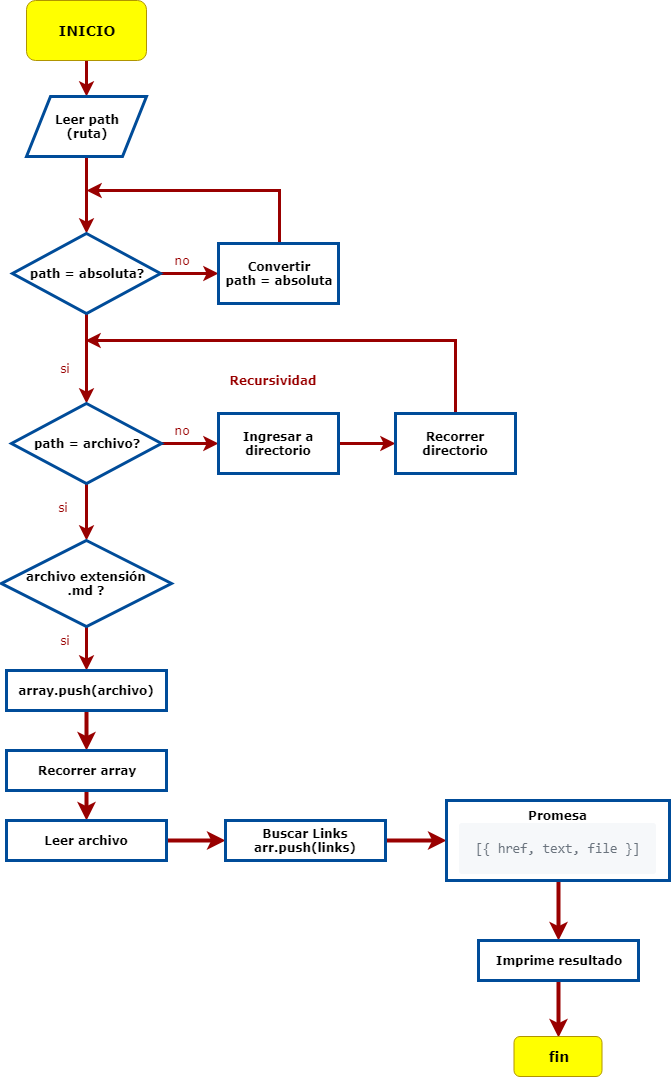 INICIO
Leer path
(ruta)
path = absoluta?
no
Convertir
path = absoluta
si
Recursividad
path = archivo?
no
Ingresar a
directorio
Recorrer
directorio
si
archivo extensión
.md ?
si
array.push(archivo)
Recorrer array
Leer archivo
Buscar Links
arr.push(links)
Promesa
[{ href, text, file }]
Imprime resultado
fin